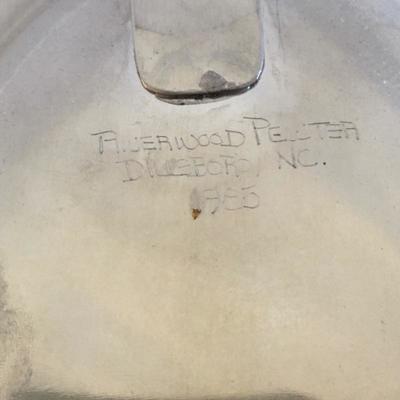 RIVERWOOD PEWTER
DILLSBORO, NC.
1985